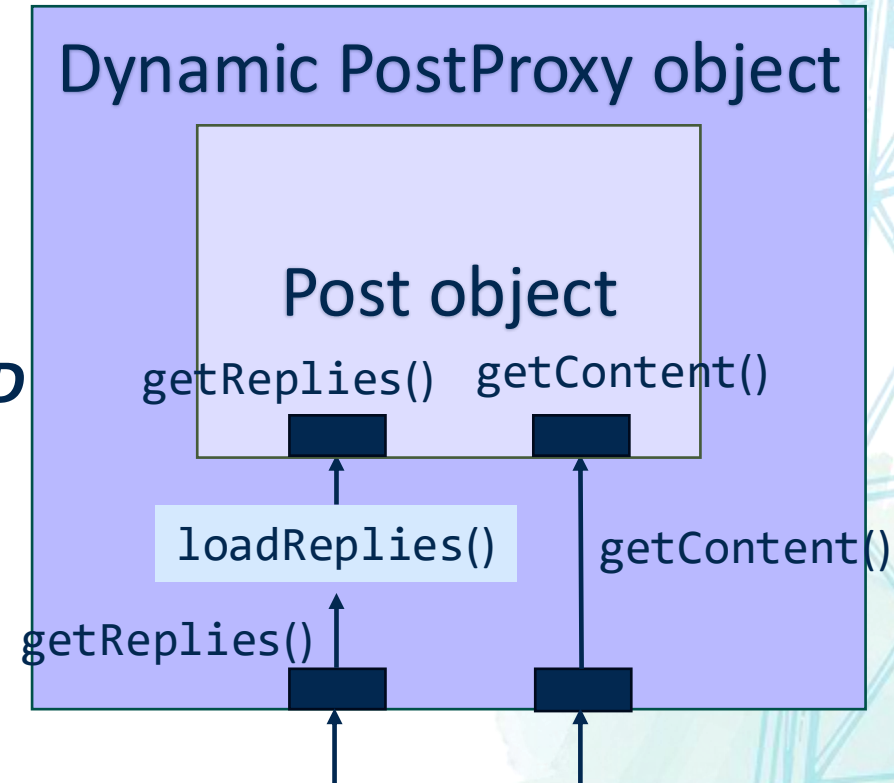 Dynamic PostProxy object
Post object
D
getReplies() getContent()
loadReplies() getContent()
getReplies()